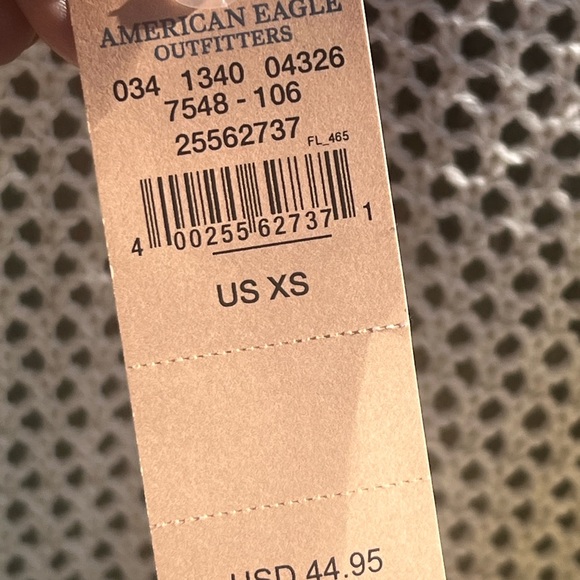 AMERICAN EAGLE
OUTFITTERS
034 1340 04326
7548 - 106
25562737 FL_465
4 00255 62737 1
US XS
USD 44.95